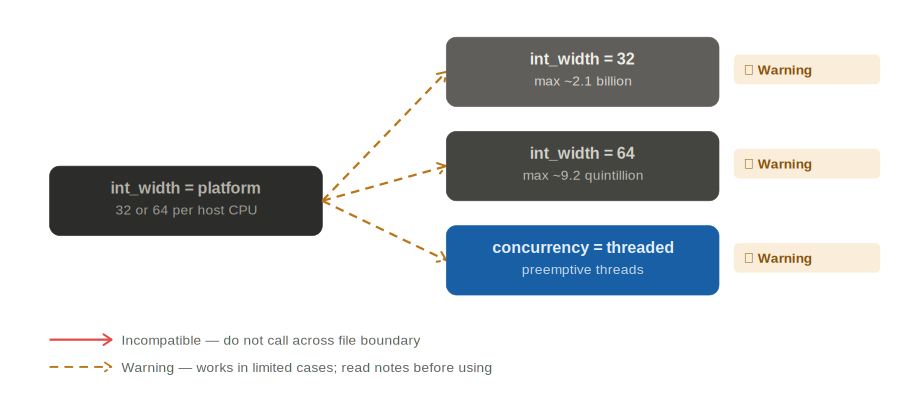 int_width = 32
max ~2.1 billion
Warning
int_width = 64
max ~9.2 quintillion
Warning
int_width = platform
32 or 64 per host CPU
concurrency = threaded
preemptive threads
Warning
Incompatible — do not call across file boundary
Warning — works in limited cases; read notes before using